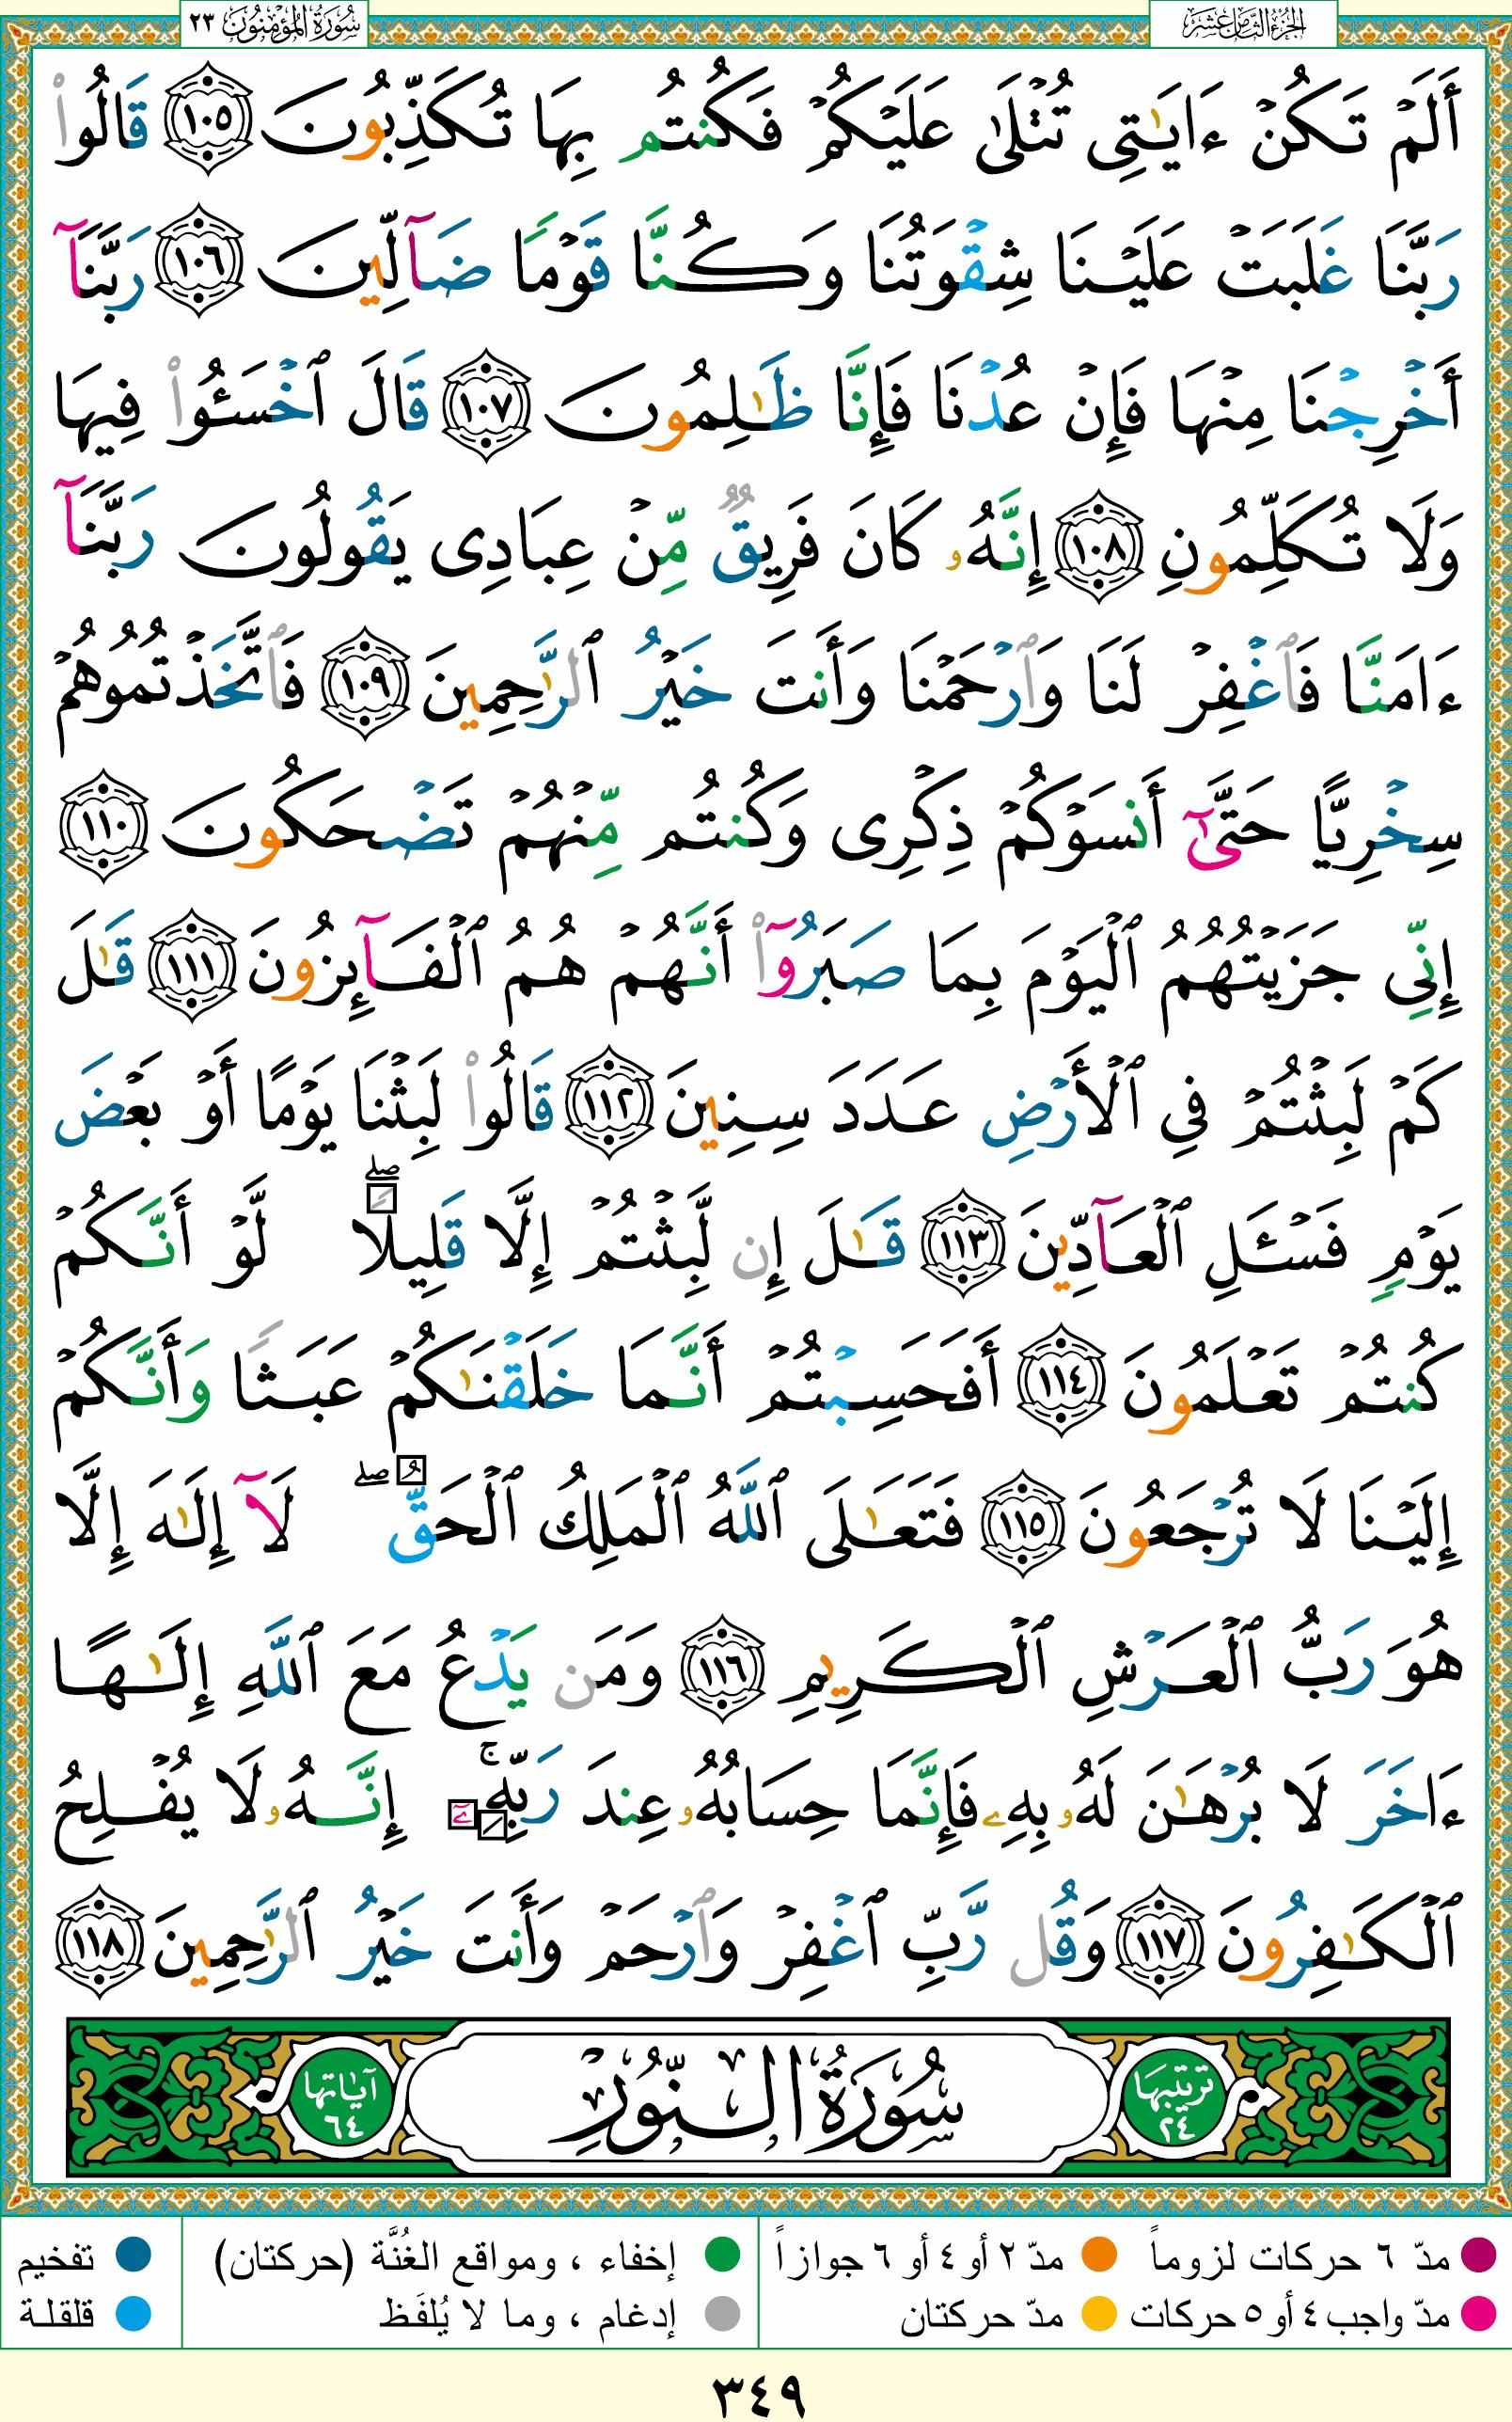 الجزء الثامن عشر
سورة المؤمنون ٢٣
أَلَمْ تَكُنْ ءَايَٰتِى تُتْلَىٰ عَلَيْكُمْ فَكُنتُم بِهَا تُكَذِّبُونَ ١٠٥ قَالُوا۟
رَبَّنَا غَلَبَتْ عَلَيْنَا شِقْوَتُنَا وَكُنَّا قَوْمًا ضَآلِّينَ ١٠٦ رَبَّنَآ
أَخْرِجْنَا مِنْهَا فَإِنْ عُدْنَا فَإِنَّا ظَٰلِمُونَ ١٠٧ قَالَ ٱخْسَـُٔوا۟ فِيهَا
وَلَا تُكَلِّمُونِ ١٠٨ إِنَّهُۥ كَانَ فَرِيقٌ مِّنْ عِبَادِى يَقُولُونَ رَبَّنَآ
ءَامَنَّا فَٱغْفِرْ لَنَا وَٱرْحَمْنَا وَأَنتَ خَيْرُ ٱلرَّٰحِمِينَ ١٠٩ فَٱتَّخَذْتُمُوهُمْ
سِخْرِيًّا حَتَّىٰٓ أَنسَوْكُمْ ذِكْرِى وَكُنتُم مِّنْهُمْ تَضْحَكُونَ ١١٠
إِنِّى جَزَيْتُهُمُ ٱلْيَوْمَ بِمَا صَبَرُوٓا۟ أَنَّهُمْ هُمُ ٱلْفَآئِزُونَ ١١١ قَٰلَ
كَمْ لَبِثْتُمْ فِى ٱلْأَرْضِ عَدَدَ سِنِينَ ١١٢ قَالُوا۟ لَبِثْنَا يَوْمًا أَوْ بَعْضَ
يَوْمٍ فَسْـَٔلِ ٱلْعَآدِّينَ ١١٣ قَٰلَ إِن لَّبِثْتُمْ إِلَّا قَلِيلًا ۖ لَّوْ أَنَّكُمْ
كُنتُمْ تَعْلَمُونَ ١١٤ أَفَحَسِبْتُمْ أَنَّمَا خَلَقْنَٰكُمْ عَبَثًا وَأَنَّكُمْ
إِلَيْنَا لَا تُرْجَعُونَ ١١٥ فَتَعَٰلَى ٱللَّهُ ٱلْمَلِكُ ٱلْحَقُّ ۖ لَآ إِلَٰهَ إِلَّا
هُوَ رَبُّ ٱلْعَرْشِ ٱلْكَرِيمِ ١١٦ وَمَن يَدْعُ مَعَ ٱللَّهِ إِلَٰهًا
ءَاخَرَ لَا بُرْهَٰنَ لَهُۥ بِهِۦ فَإِنَّمَا حِسَابُهُۥ عِندَ رَبِّهِۦٓ ۚ إِنَّهُۥ لَا يُفْلِحُ
ٱلْكَٰفِرُونَ ١١٧ وَقُل رَّبِّ ٱغْفِرْ وَٱرْحَمْ وَأَنتَ خَيْرُ ٱلرَّٰحِمِينَ ١١٨
ترتيبها ٢٤
سُورَةُ النُّورِ
آياتها ٦٤
مدّ ٦ حركات لزوماً مدّ ٢ أو ٤ أو ٦ جوازاً إخفاء ، ومواقع الغُنَّة (حركتان) تفخيم
مدّ واجب ٤ أو ٥ حركات مدّ حركتان إدغام ، وما لا يُلفَظ قلقلة
٣٤٩